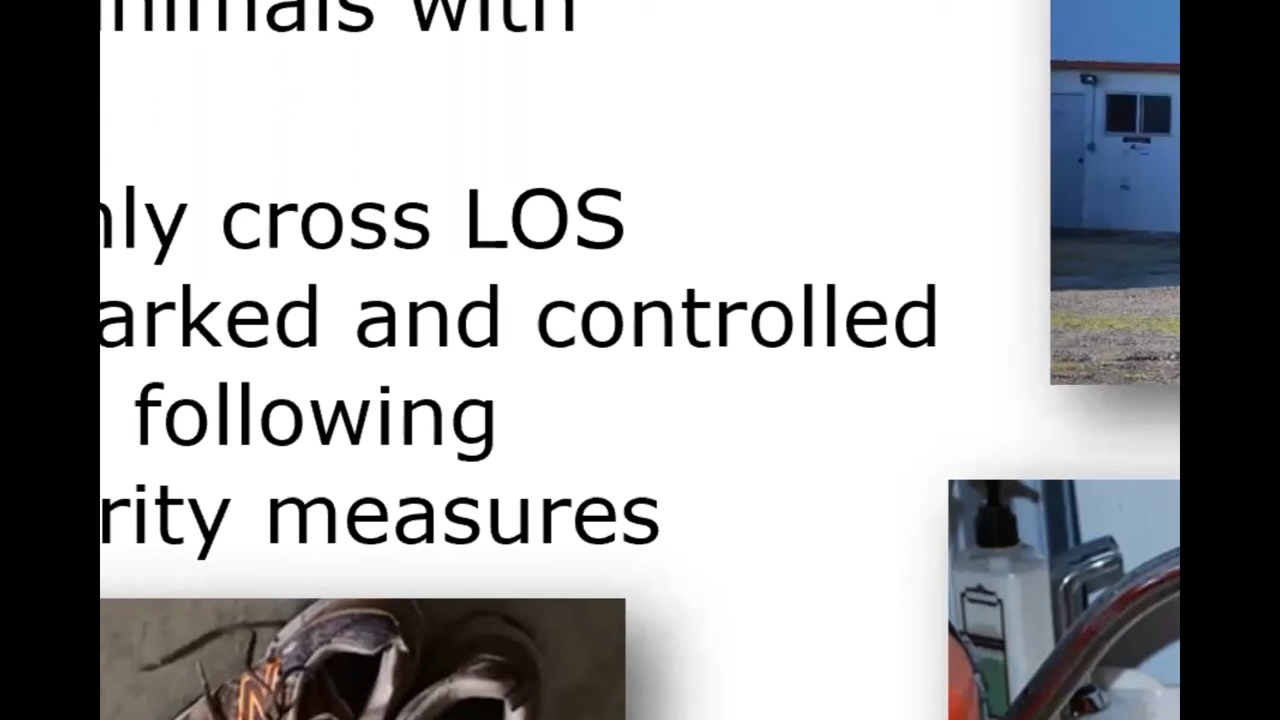 nimals with
nly cross LOS
arked and controlled
following
rity measures